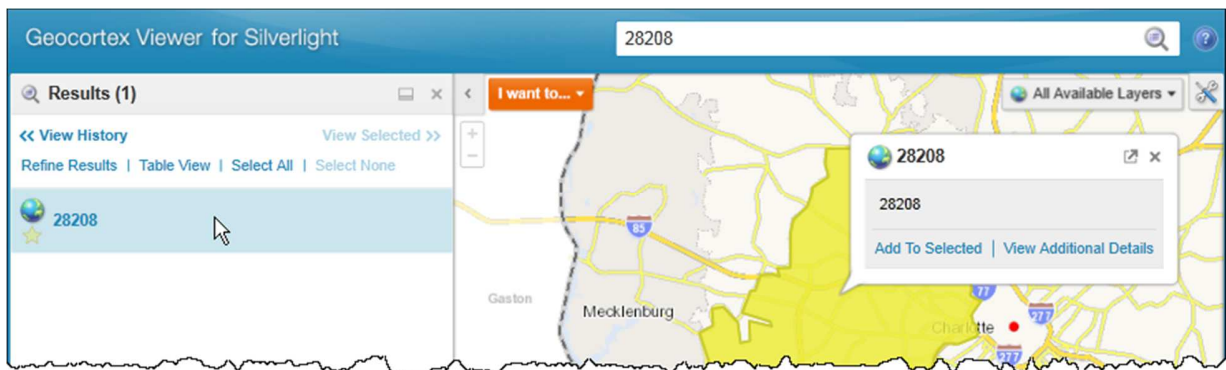 Geocortex Viewer for Silverlight
28208
?
Results (1)
<< View History
View Selected >>
Refine Results | Table View | Select All | Select None
28208
I want to...
All Available Layers
28208
28208
Add To Selected | View Additional Details
85
Gaston
Mecklenburg
77
Charlotte
277
277